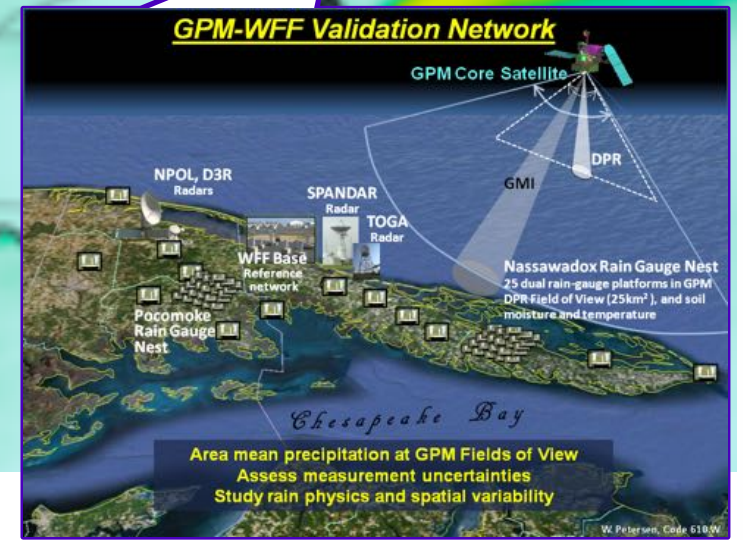 GPM-WFF Validation Network
GPM Core Satellite
DPR
GMI
NPOL, D3R
Radars
SPANDAR
Radar
TOGA
Radar
WFF Base
Reference
network
Nassawadox Rain Gauge Nest
25 dual rain-gauge platforms in GPM
DPR Field of View (25km²), and soil
moisture and temperature
Pocomoke
Rain Gauge
Nest
Chesapeake Bay
Area mean precipitation at GPM Fields of View
Assess measurement uncertainties
Study rain physics and spatial variability
W. Petersen, Code 610.W